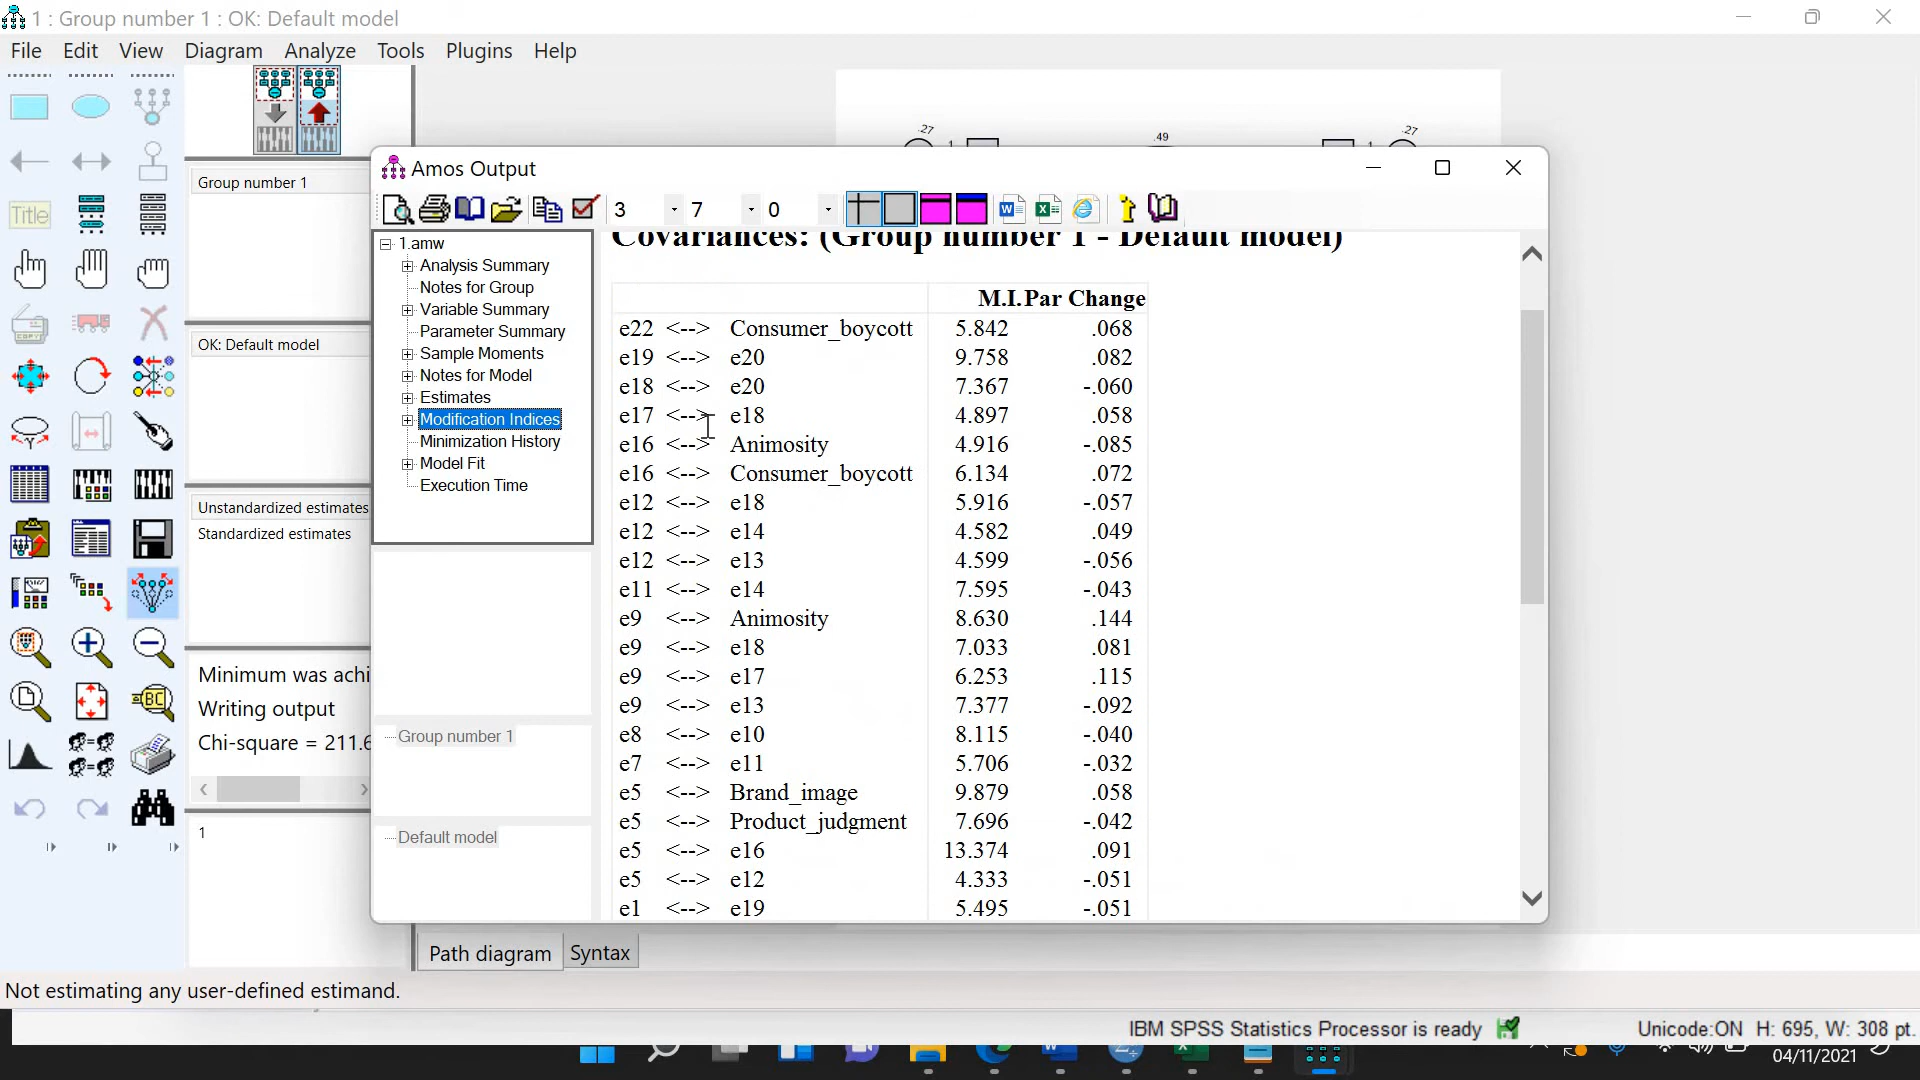 1 : Group number 1 : OK: Default model
File Edit View Diagram Analyze Tools Plugins Help
Title
Group number 1
OK: Default model
Unstandardized estimates
Standardized estimates
Minimum was achi
Writing output
Chi-square = 211.6
1
.27
1
.49
1
.27
Amos Output
3 7 0
1.amw
Analysis Summary
Notes for Group
Variable Summary
Parameter Summary
Sample Moments
Notes for Model
Estimates
Modification Indices
Minimization History
Model Fit
Execution Time
Group number 1
Default model
Covariances: (Group number 1 - Default model)
M.I. Par Change
e22 <--> Consumer_boycott 5.842 .068
e19 <--> e20 9.758 .082
e18 <--> e20 7.367 -.060
e17 <--> e18 4.897 .058
e16 <--> Animosity 4.916 -.085
e16 <--> Consumer_boycott 6.134 .072
e12 <--> e18 5.916 -.057
e12 <--> e14 4.582 .049
e12 <--> e13 4.599 -.056
e11 <--> e14 7.595 -.043
e9 <--> Animosity 8.630 .144
e9 <--> e18 7.033 .081
e9 <--> e17 6.253 .115
e9 <--> e13 7.377 -.092
e8 <--> e10 8.115 -.040
e7 <--> e11 5.706 -.032
e5 <--> Brand_image 9.879 .058
e5 <--> Product_judgment 7.696 -.042
e5 <--> e16 13.374 .091
e5 <--> e12 4.333 -.051
e1 <--> e19 5.495 -.051
Path diagram Syntax
Not estimating any user-defined estimand.
IBM SPSS Statistics Processor is ready Unicode:ON H: 695, W: 308 pt.
04/11/2021